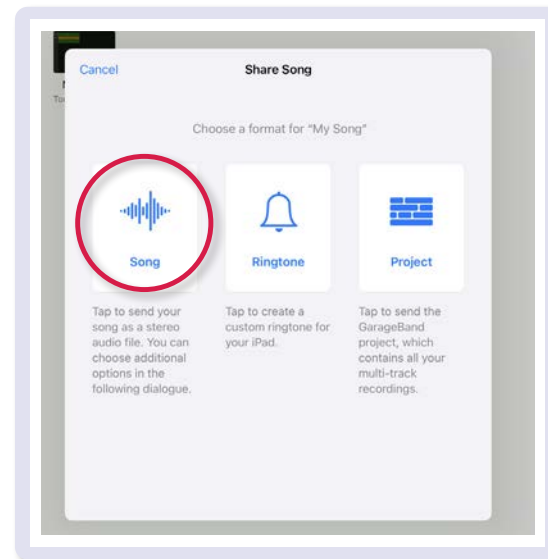 Cancel
Share Song
Choose a format for “My Song”
Song
Tap to send your
song as a stereo
audio file. You can
choose additional
options in the
following dialogue.
Ringtone
Tap to create a
custom ringtone for
your iPad.
Project
Tap to send the
GarageBand
project, which
contains all your
multi-track
recordings.